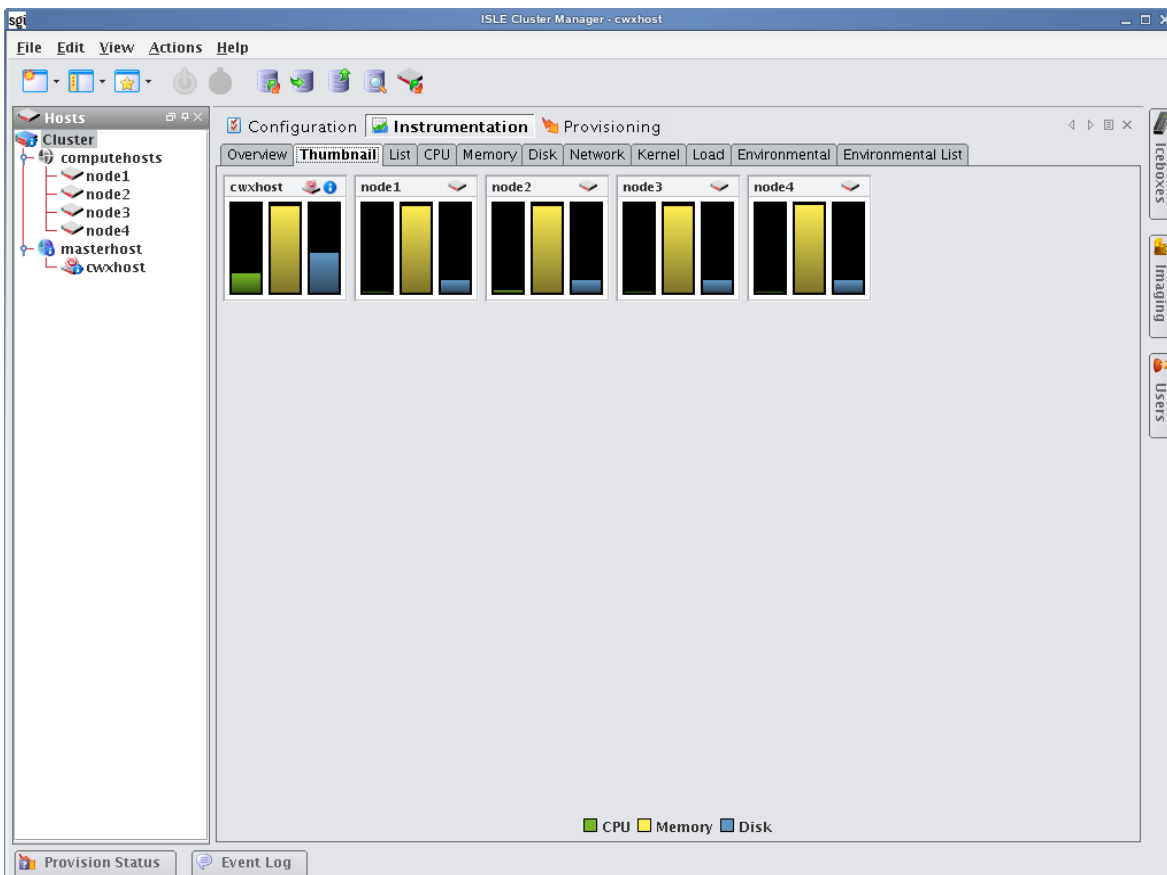 sgi ISLE Cluster Manager - cwxhost
File Edit View Actions Help
Hosts
Cluster
computehosts
node1
node2
node3
node4
masterhost
cwxhost
Configuration Instrumentation Provisioning
Overview Thumbnail List CPU Memory Disk Network Kernel Load Environmental Environmental List
cwxhost node1 node2 node3 node4
CPU Memory Disk
Iceboxes
Imaging
Users
Provision Status Event Log